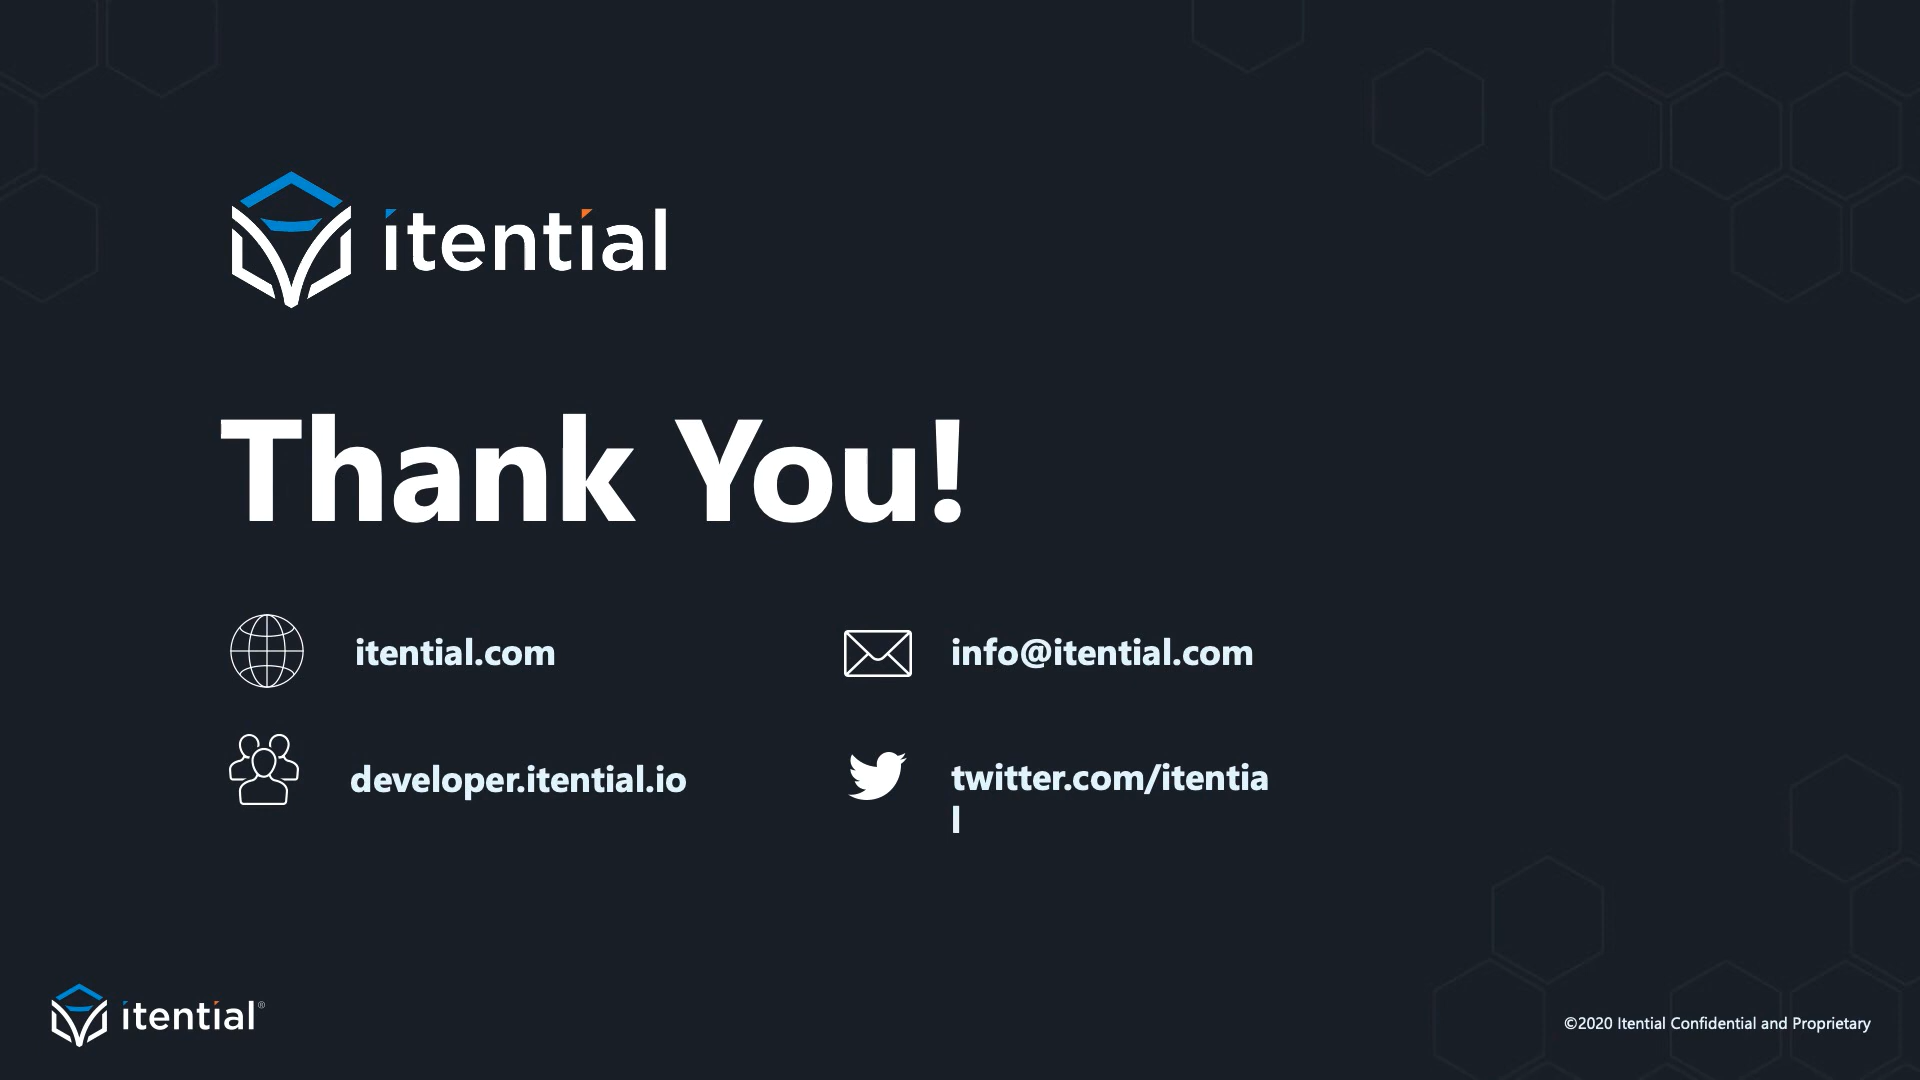 itential
Thank You!
itential.com
info@itential.com
developer.itential.io
twitter.com/itentia
l
itential®
©2020 Itential Confidential and Proprietary